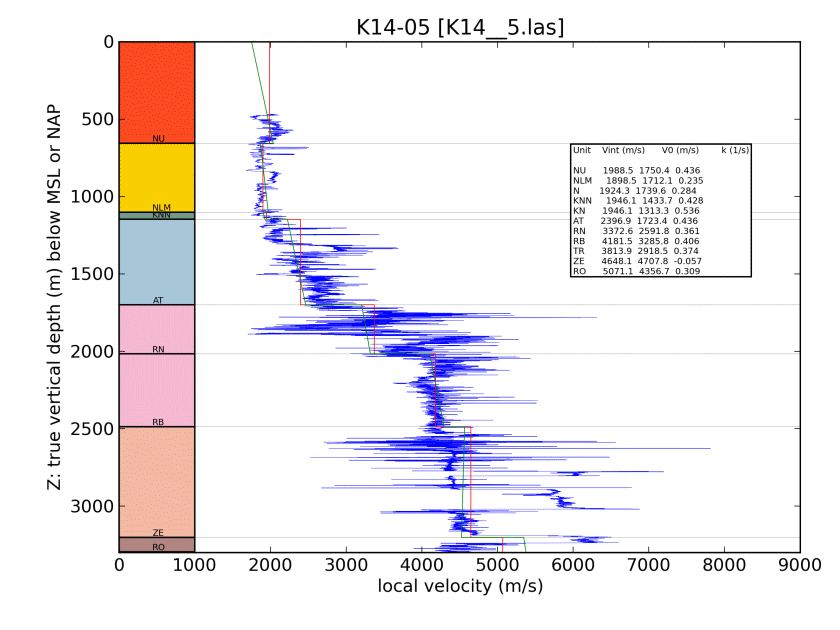 K14-05 [K14__5.las]
Z: true vertical depth (m) below MSL or NAP
0
500
1000
1500
2000
2500
3000
NU
NLM
KNN
AT
RN
RB
ZE
RO
Unit Vint (m/s) V0 (m/s) k (1/s)
NU 1988.5 1750.4 0.436
NLM 1898.5 1712.1 0.235
N 1924.3 1739.6 0.284
KNN 1946.1 1433.7 0.428
KN 1946.1 1313.3 0.536
AT 2396.9 1723.4 0.436
RN 3372.6 2591.8 0.361
RB 4181.5 3285.8 0.406
TR 3813.9 2918.5 0.374
ZE 4648.1 4707.8 -0.057
RO 5071.1 4356.7 0.309
0 1000 2000 3000 4000 5000 6000 7000 8000 9000
local velocity (m/s)